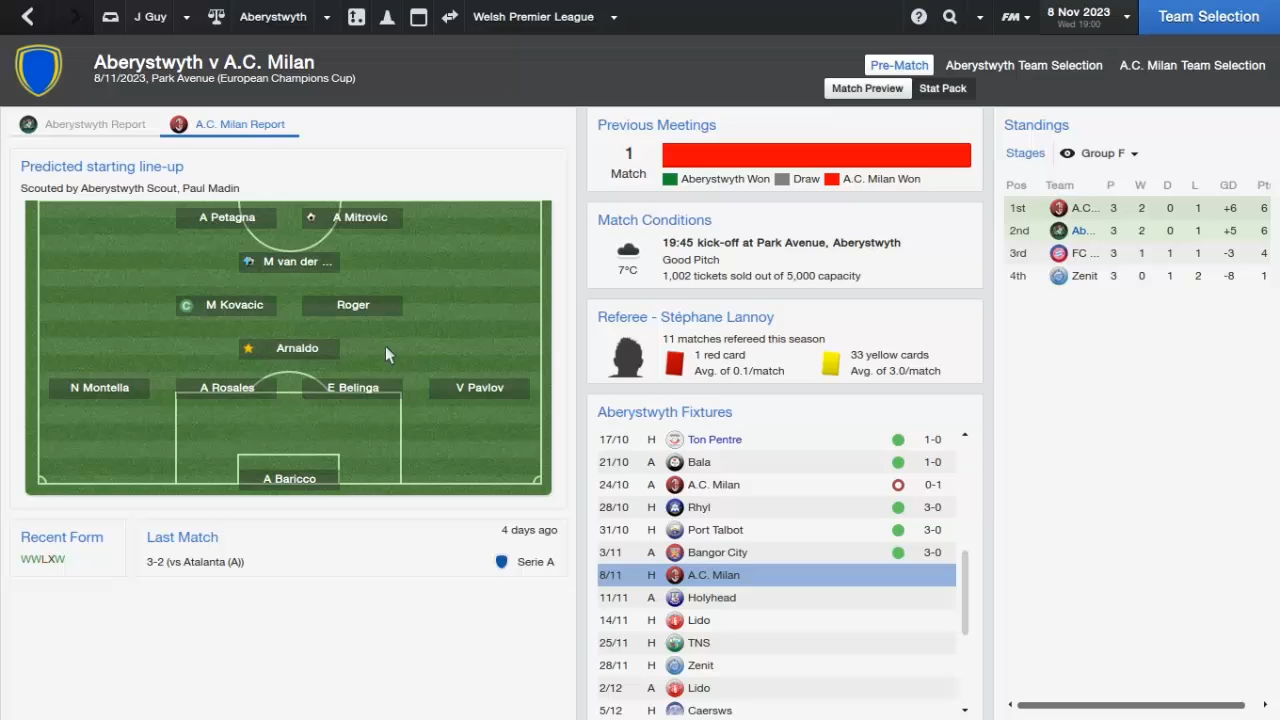 J Guy
Aberystwyth
Welsh Premier League
?
FM
8 Nov 2023
Wed 19:00
Team Selection
Aberystwyth v A.C. Milan
8/11/2023, Park Avenue (European Champions Cup)
Pre-Match
Aberystwyth Team Selection
A.C. Milan Team Selection
Match Preview
Stat Pack
Aberystwyth Report
A.C. Milan Report
Predicted starting line-up
Scouted by Aberystwyth Scout, Paul Madin
A Petagna
A Mitrovic
M van der ...
C M Kovacic
Roger
Arnaldo
N Montella
A Rosales
E Belinga
V Pavlov
A Baricco
Recent Form
WWLXW
Last Match
4 days ago
3-2 (vs Atalanta (A))
Serie A
Previous Meetings
1
Match
Aberystwyth Won
Draw
A.C. Milan Won
Match Conditions
7°C
19:45 kick-off at Park Avenue, Aberystwyth
Good Pitch
1,002 tickets sold out of 5,000 capacity
Referee - Stéphane Lannoy
11 matches refereed this season
1 red card
Avg. of 0.1/match
33 yellow cards
Avg. of 3.0/match
Aberystwyth Fixtures
17/10 H Ton Pentre 1-0
21/10 A Bala 1-0
24/10 A A.C. Milan 0-1
28/10 H Rhyl 3-0
31/10 H Port Talbot 3-0
3/11 A Bangor City 3-0
8/11 H A.C. Milan
11/11 A Holyhead
14/11 H Lido
25/11 H TNS
28/11 H Zenit
2/12 A Lido
5/12 H Caersws
Standings
Stages
Group F
Pos Team P W D L GD Pts
1st A.C... 3 2 0 1 +6 6
2nd Ab... 3 2 0 1 +5 6
3rd FC ... 3 1 1 1 -3 4
4th Zenit 3 0 1 2 -8 1